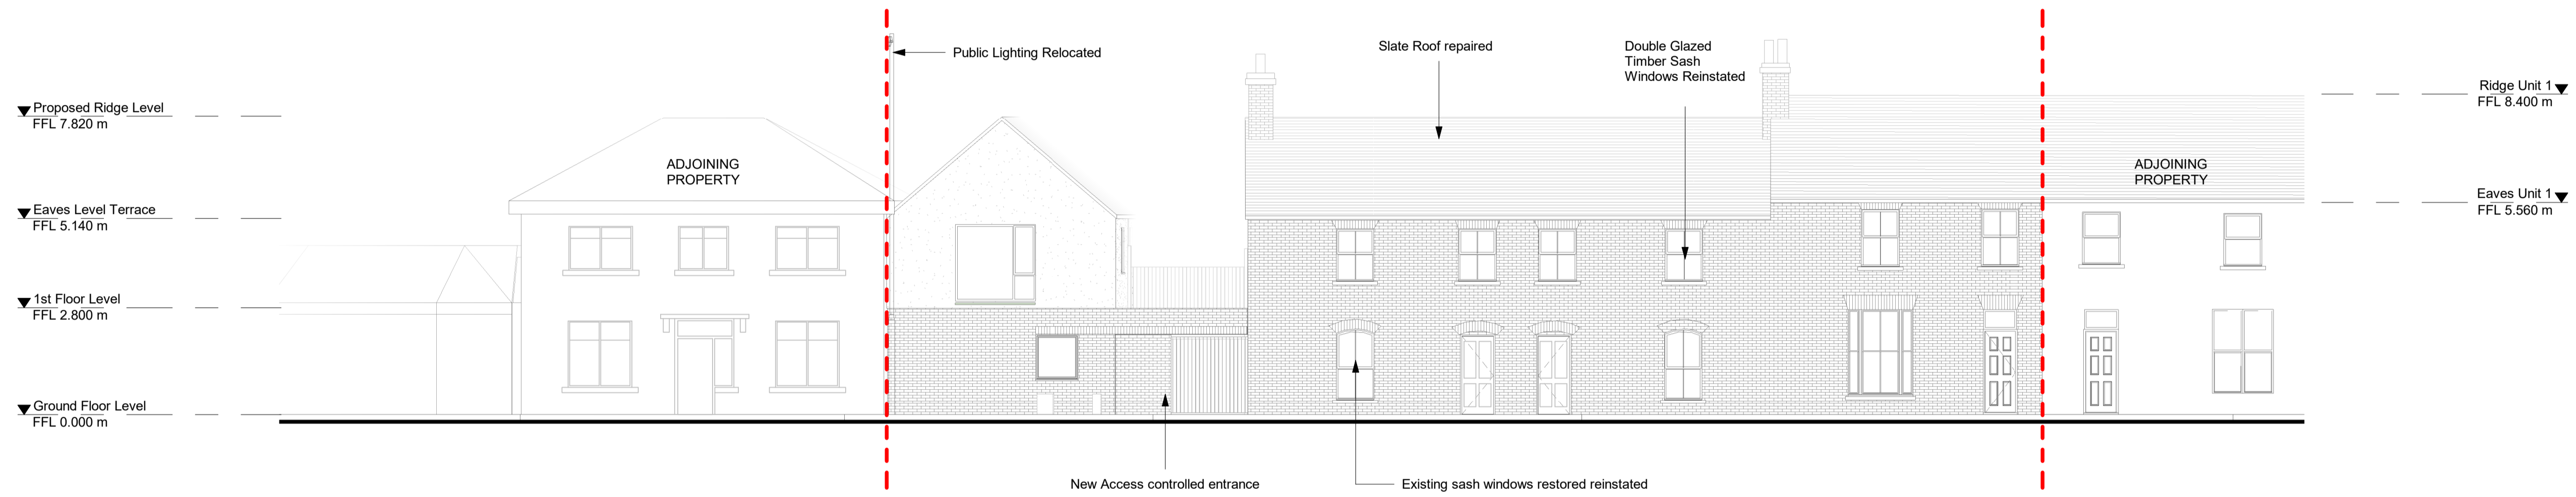 Public Lighting Relocated
Slate Roof repaired
Double Glazed
Timber Sash
Windows Reinstated
Proposed Ridge Level
FFL 7.820 m
Ridge Unit 1
FFL 8.400 m
ADJOINING
PROPERTY
ADJOINING
PROPERTY
Eaves Level Terrace
FFL 5.140 m
Eaves Unit 1
FFL 5.560 m
1st Floor Level
FFL 2.800 m
Ground Floor Level
FFL 0.000 m
New Access controlled entrance
Existing sash windows restored reinstated